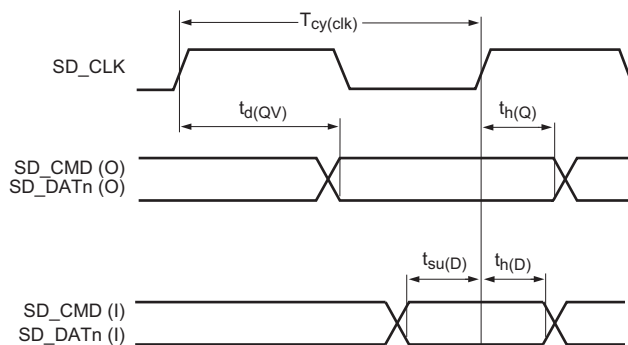 T_cy(clk)
SD_CLK
t_d(QV)
t_h(Q)
SD_CMD (O)
SD_DATn (O)
t_su(D)
t_h(D)
SD_CMD (I)
SD_DATn (I)